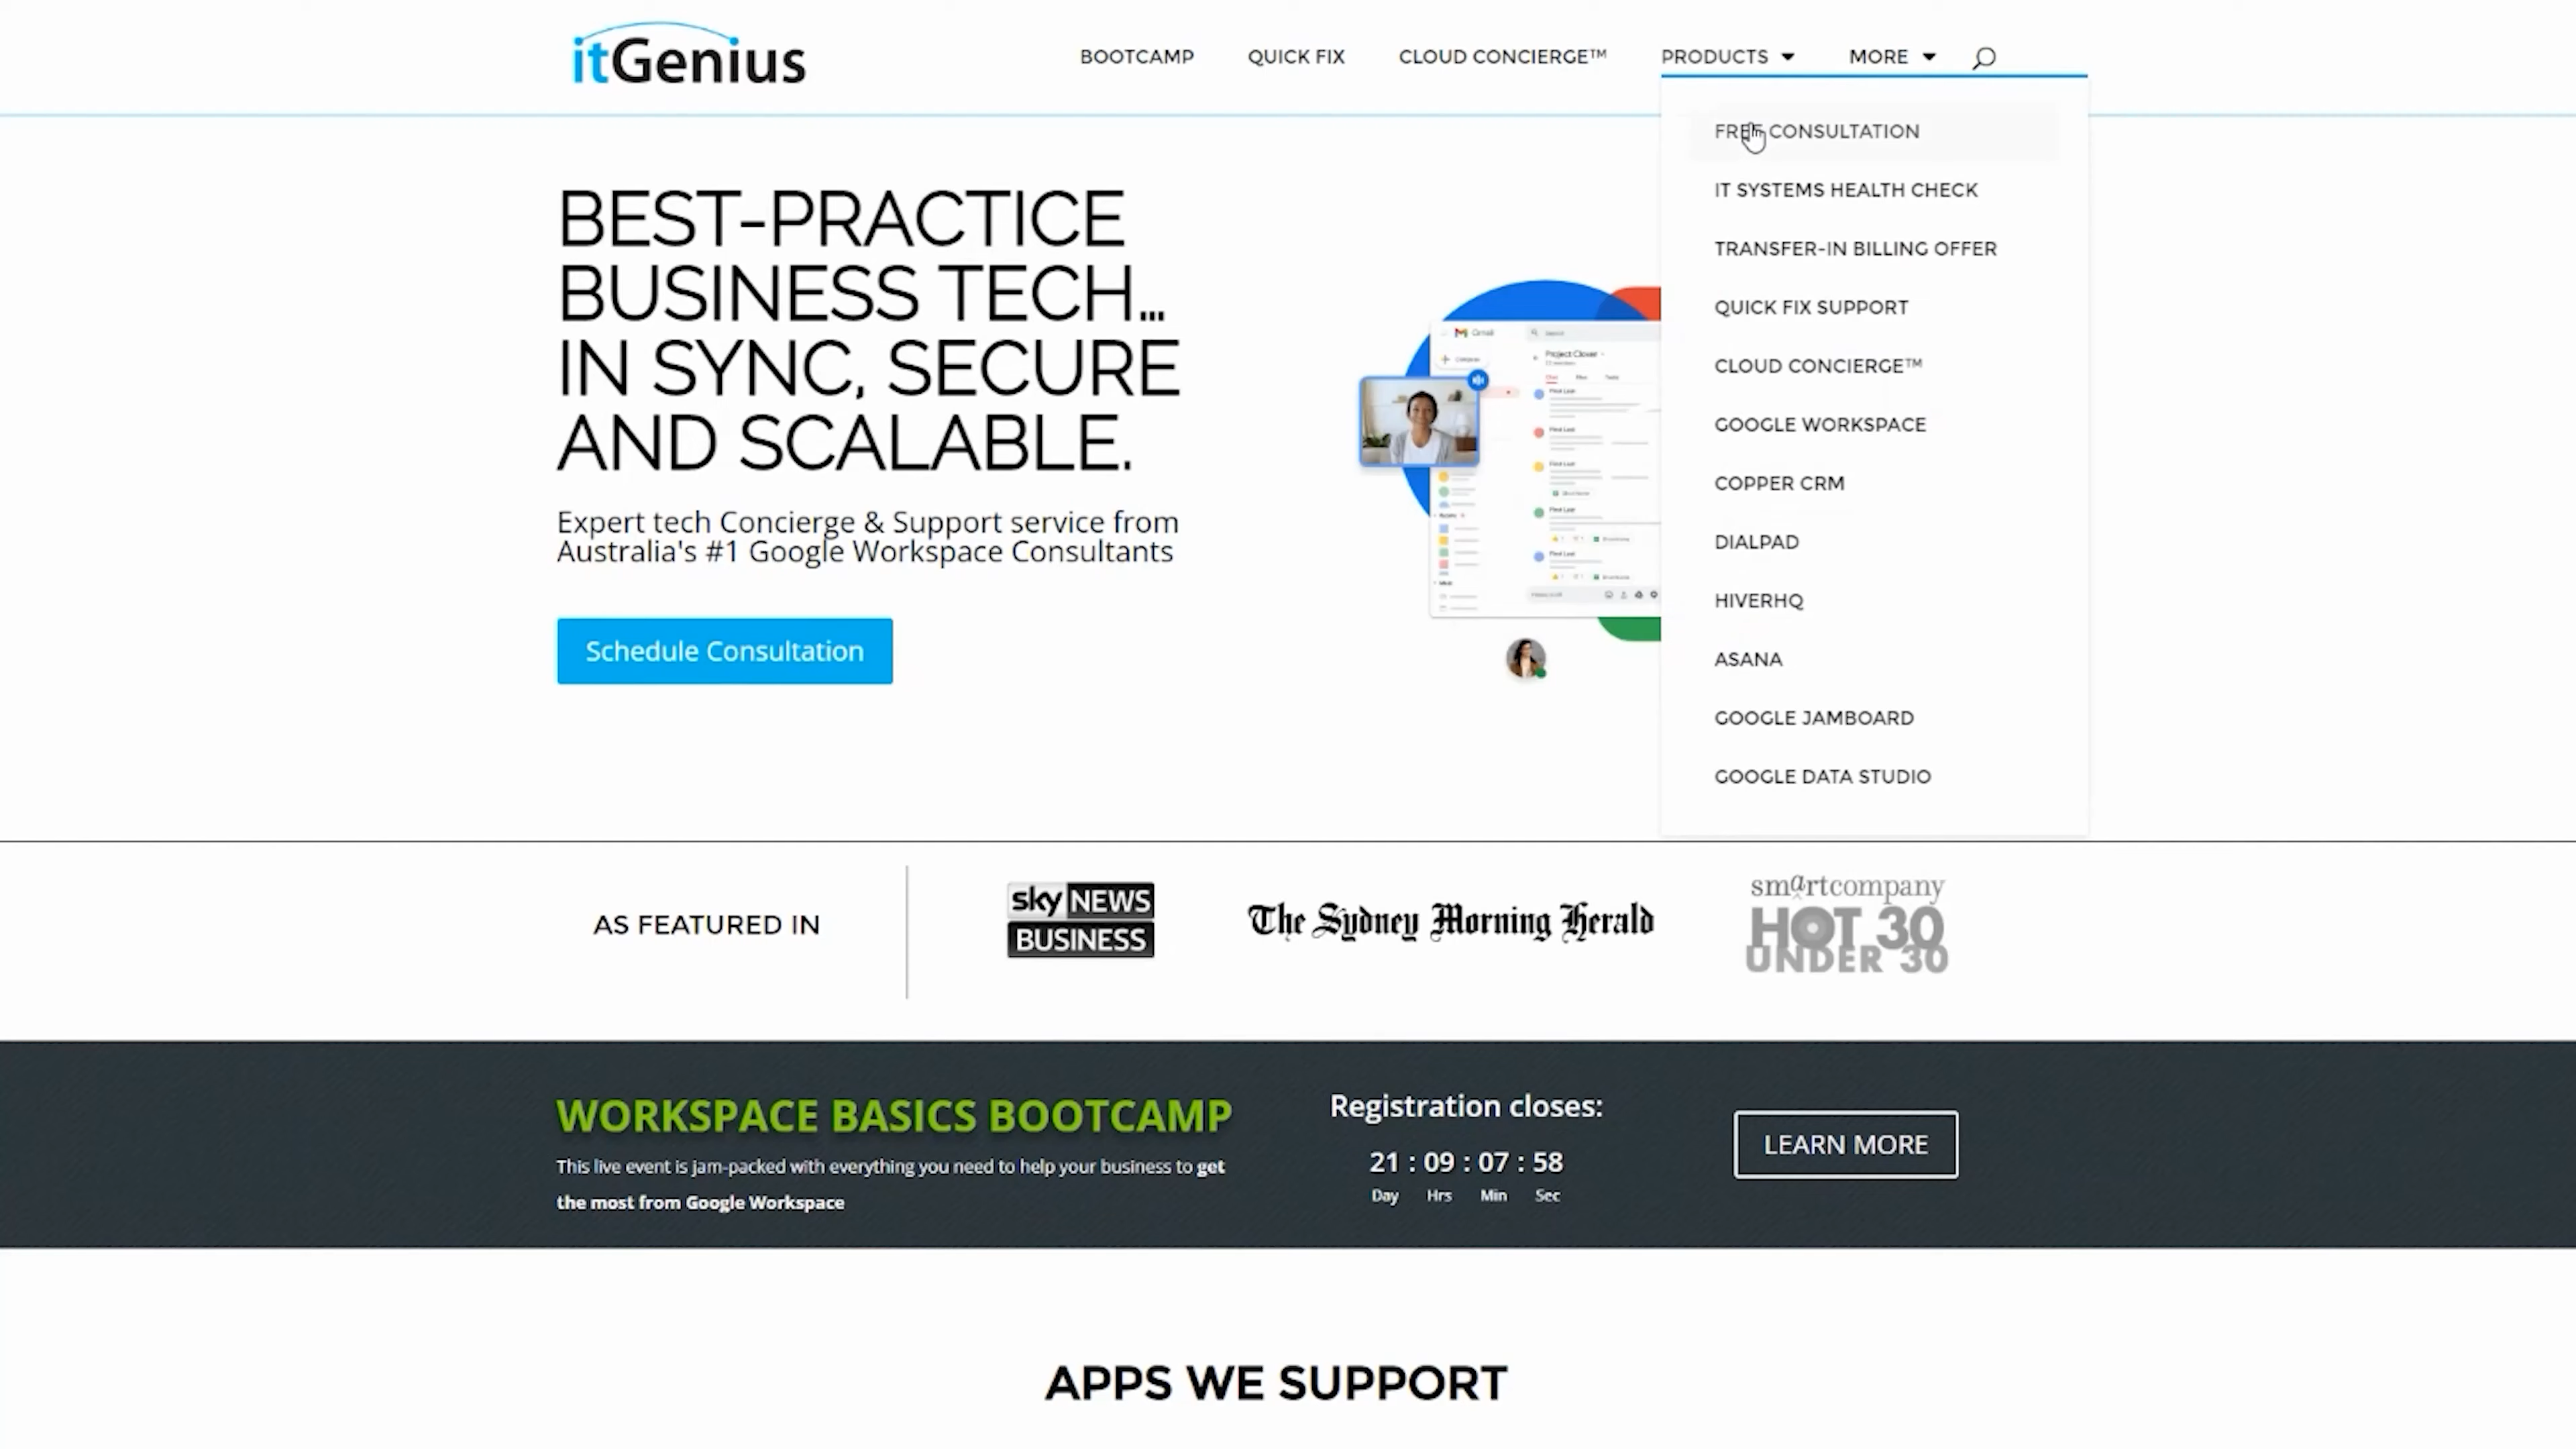 itGenius
BOOTCAMP
QUICK FIX
CLOUD CONCIERGE™
PRODUCTS
MORE
FREE CONSULTATION
IT SYSTEMS HEALTH CHECK
TRANSFER-IN BILLING OFFER
QUICK FIX SUPPORT
CLOUD CONCIERGE™
GOOGLE WORKSPACE
COPPER CRM
DIALPAD
HIVERHQ
ASANA
GOOGLE JAMBOARD
GOOGLE DATA STUDIO
BEST-PRACTICE
BUSINESS TECH...
IN SYNC, SECURE
AND SCALABLE.
Expert tech Concierge & Support service from
Australia's #1 Google Workspace Consultants
Schedule Consultation
Gmail
Compose
Project Clover
AS FEATURED IN
sky NEWS
BUSINESS
The Sydney Morning Herald
smartcompany
HOT 30
UNDER 30
WORKSPACE BASICS BOOTCAMP
This live event is jam-packed with everything you need to help your business to get
the most from Google Workspace
Registration closes:
21 : 09 : 07 : 58
Day Hrs Min Sec
LEARN MORE
APPS WE SUPPORT